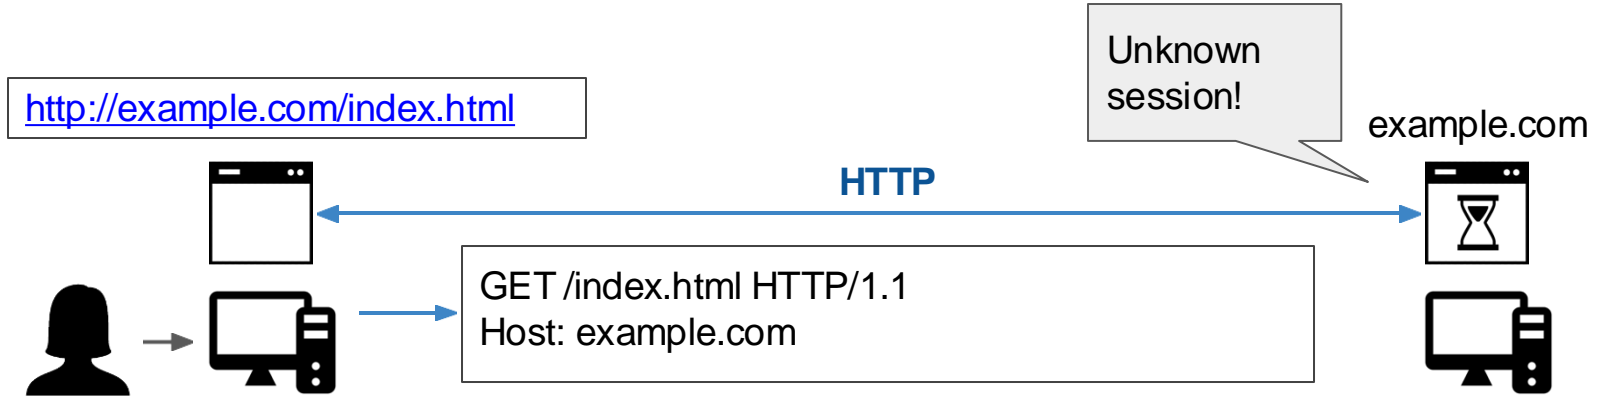 Unknown
session!
http://example.com/index.html
example.com
HTTP
GET /index.html HTTP/1.1
Host: example.com